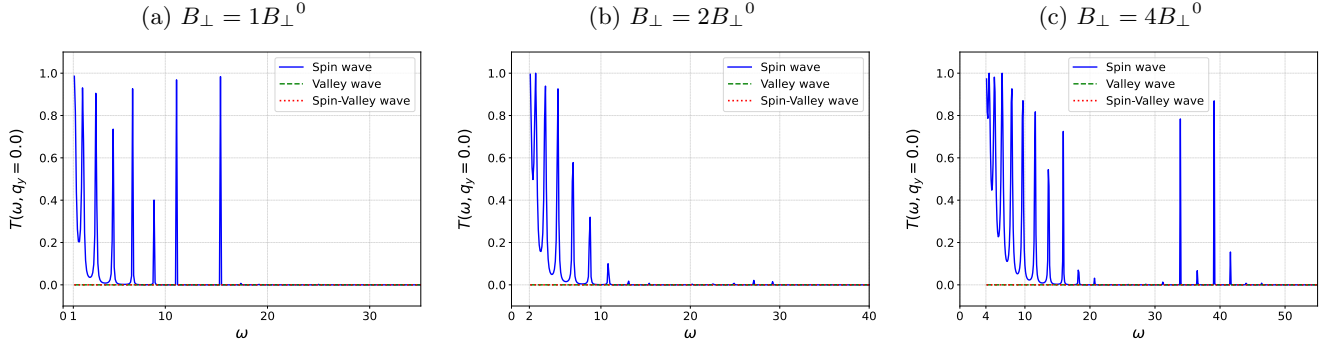 (a) B⊥ = 1B⊥⁰
1.0
0.8
0.6
0.4
0.2
0.0
T(ω, q_y = 0.0)
Spin wave
Valley wave
Spin-Valley wave
0 1 10 20 30
ω
(b) B⊥ = 2B⊥⁰
1.0
0.8
0.6
0.4
0.2
0.0
T(ω, q_y = 0.0)
Spin wave
Valley wave
Spin-Valley wave
0 2 10 20 30 40
ω
(c) B⊥ = 4B⊥⁰
1.0
0.8
0.6
0.4
0.2
0.0
T(ω, q_y = 0.0)
Spin wave
Valley wave
Spin-Valley wave
0 4 10 20 30 40 50
ω